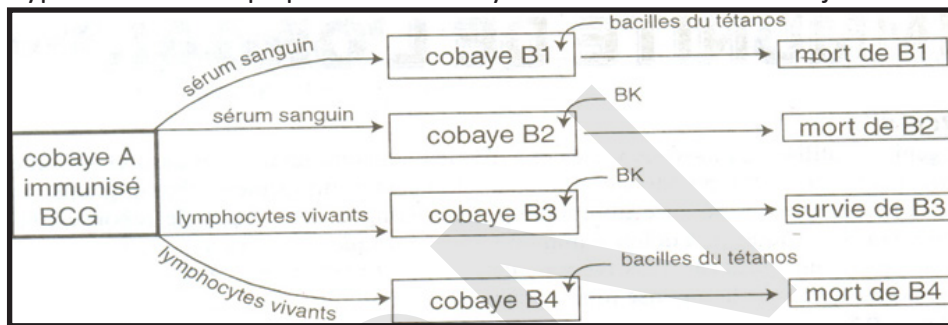 bacilles du tétanos
sérum sanguin
cobaye B1
mort de B1
BK
sérum sanguin
cobaye B2
mort de B2
cobaye A
immunisé
BCG
BK
lymphocytes vivants
cobaye B3
survie de B3
lymphocytes vivants
bacilles du tétanos
cobaye B4
mort de B4